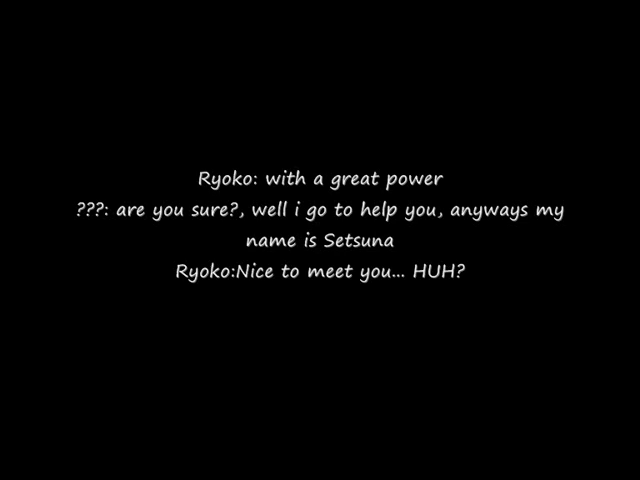 Ryoko: with a great power
???: are you sure?, well i go to help you, anyways my
name is Setsuna
Ryoko:Nice to meet you... HUH?